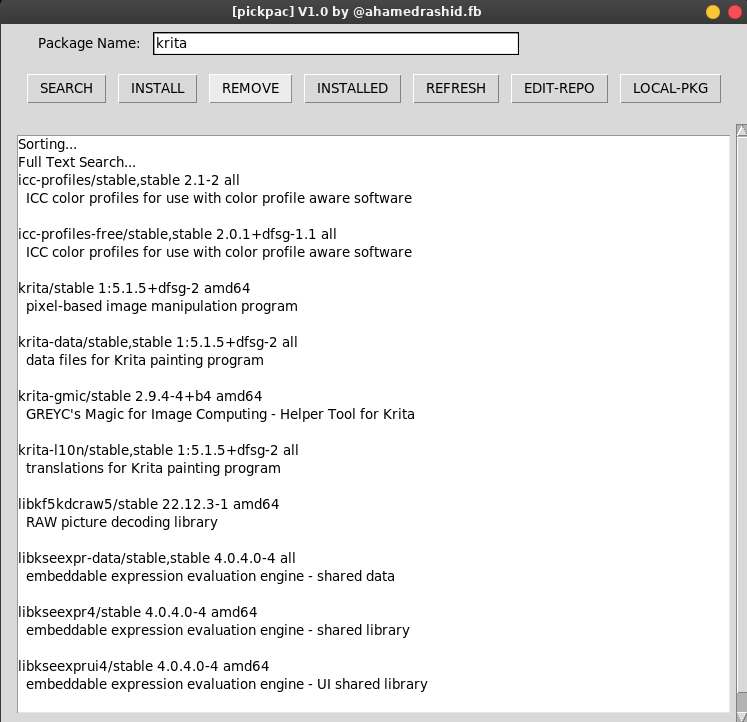 [pickpac] V1.0 by @ahamedrashid.fb
Package Name: krita
SEARCH INSTALL REMOVE INSTALLED REFRESH EDIT-REPO LOCAL-PKG
Sorting...
Full Text Search...
icc-profiles/stable,stable 2.1-2 all
ICC color profiles for use with color profile aware software
icc-profiles-free/stable,stable 2.0.1+dfsg-1.1 all
ICC color profiles for use with color profile aware software
krita/stable 1:5.1.5+dfsg-2 amd64
pixel-based image manipulation program
krita-data/stable,stable 1:5.1.5+dfsg-2 all
data files for Krita painting program
krita-gmic/stable 2.9.4-4+b4 amd64
GREYC's Magic for Image Computing - Helper Tool for Krita
krita-l10n/stable,stable 1:5.1.5+dfsg-2 all
translations for Krita painting program
libkf5kdcraw5/stable 22.12.3-1 amd64
RAW picture decoding library
libkseexpr-data/stable,stable 4.0.4.0-4 all
embeddable expression evaluation engine - shared data
libkseexpr4/stable 4.0.4.0-4 amd64
embeddable expression evaluation engine - shared library
libkseexprui4/stable 4.0.4.0-4 amd64
embeddable expression evaluation engine - UI shared library